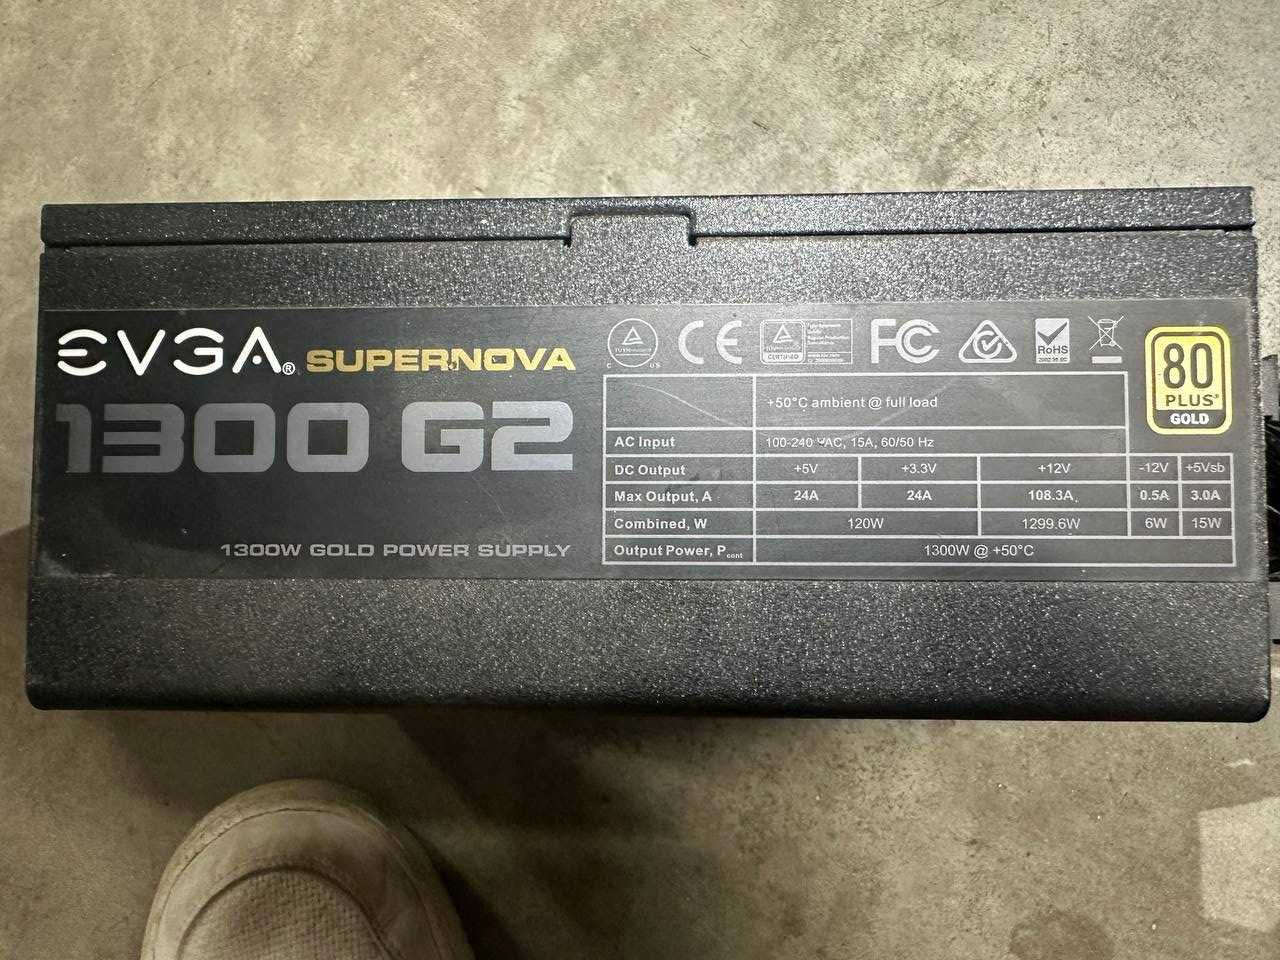 EVGA® SUPERNOVA
1300 G2
1300W GOLD POWER SUPPLY
C US
CERTIFIED
CE
FC
RoHS
80
PLUS®
GOLD
+50°C ambient @ full load
AC Input 100-240 VAC, 15A, 60/50 Hz
DC Output +5V +3.3V +12V -12V +5Vsb
Max Output, A 24A 24A 108.3A 0.5A 3.0A
Combined, W 120W 1299.6W 6W 15W
Output Power, Pcont 1300W @ +50°C